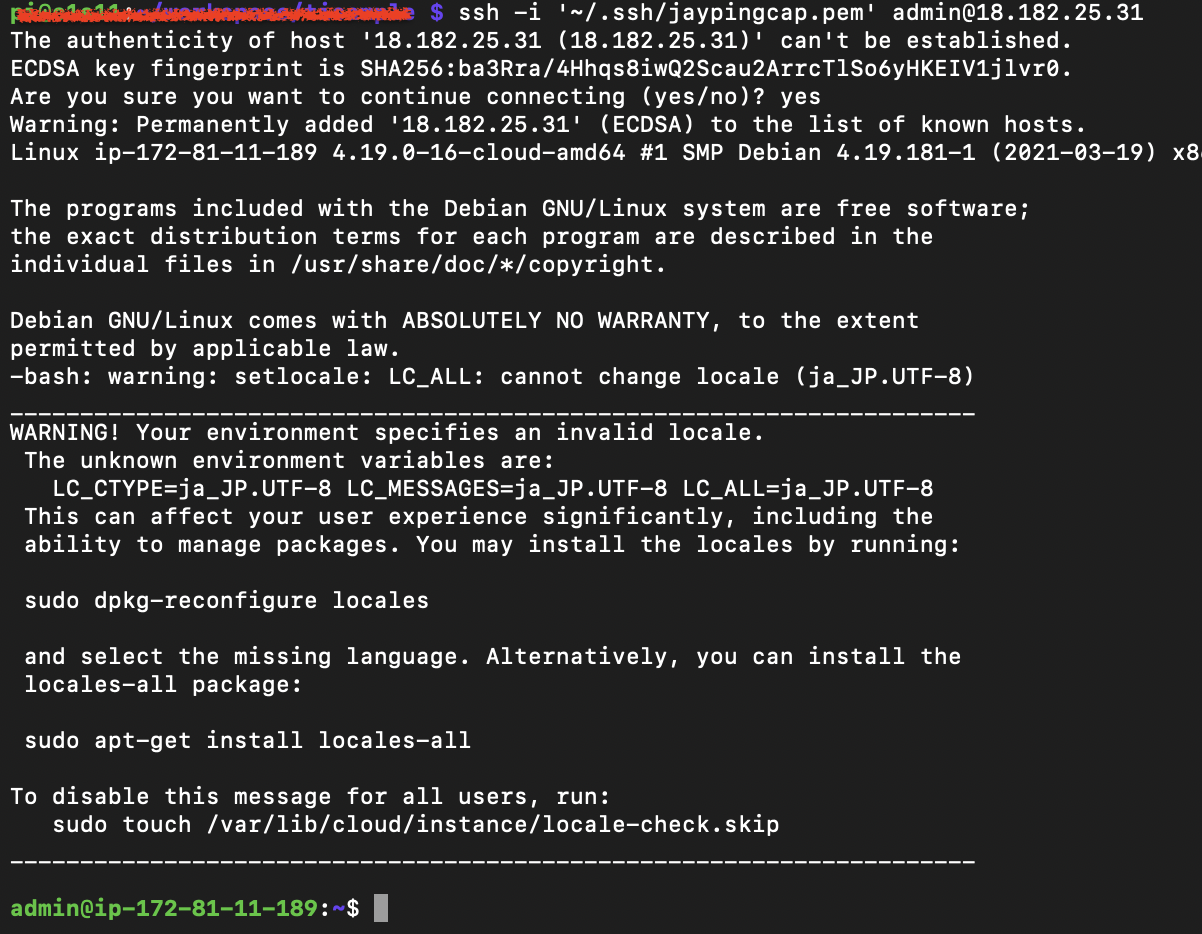 $ ssh -i '~/.ssh/jaypingcap.pem' admin@18.182.25.31
The authenticity of host '18.182.25.31 (18.182.25.31)' can't be established.
ECDSA key fingerprint is SHA256:ba3Rra/4Hhqs8iwQ2Scau2ArrcTlSo6yHKEIV1jlvr0.
Are you sure you want to continue connecting (yes/no)? yes
Warning: Permanently added '18.182.25.31' (ECDSA) to the list of known hosts.
Linux ip-172-81-11-189 4.19.0-16-cloud-amd64 #1 SMP Debian 4.19.181-1 (2021-03-19)
The programs included with the Debian GNU/Linux system are free software;
the exact distribution terms for each program are described in the
individual files in /usr/share/doc/*/copyright.
Debian GNU/Linux comes with ABSOLUTELY NO WARRANTY, to the extent
permitted by applicable law.
-bash: warning: setlocale: LC_ALL: cannot change locale (ja_JP.UTF-8)
_____________________________________________________________________
WARNING! Your environment specifies an invalid locale.
 The unknown environment variables are:
   LC_CTYPE=ja_JP.UTF-8 LC_MESSAGES=ja_JP.UTF-8 LC_ALL=ja_JP.UTF-8
 This can affect your user experience significantly, including the
 ability to manage packages. You may install the locales by running:
 sudo dpkg-reconfigure locales
 and select the missing language. Alternatively, you can install the
 locales-all package:
 sudo apt-get install locales-all
To disable this message for all users, run:
   sudo touch /var/lib/cloud/instance/locale-check.skip
_____________________________________________________________________
admin@ip-172-81-11-189:~$